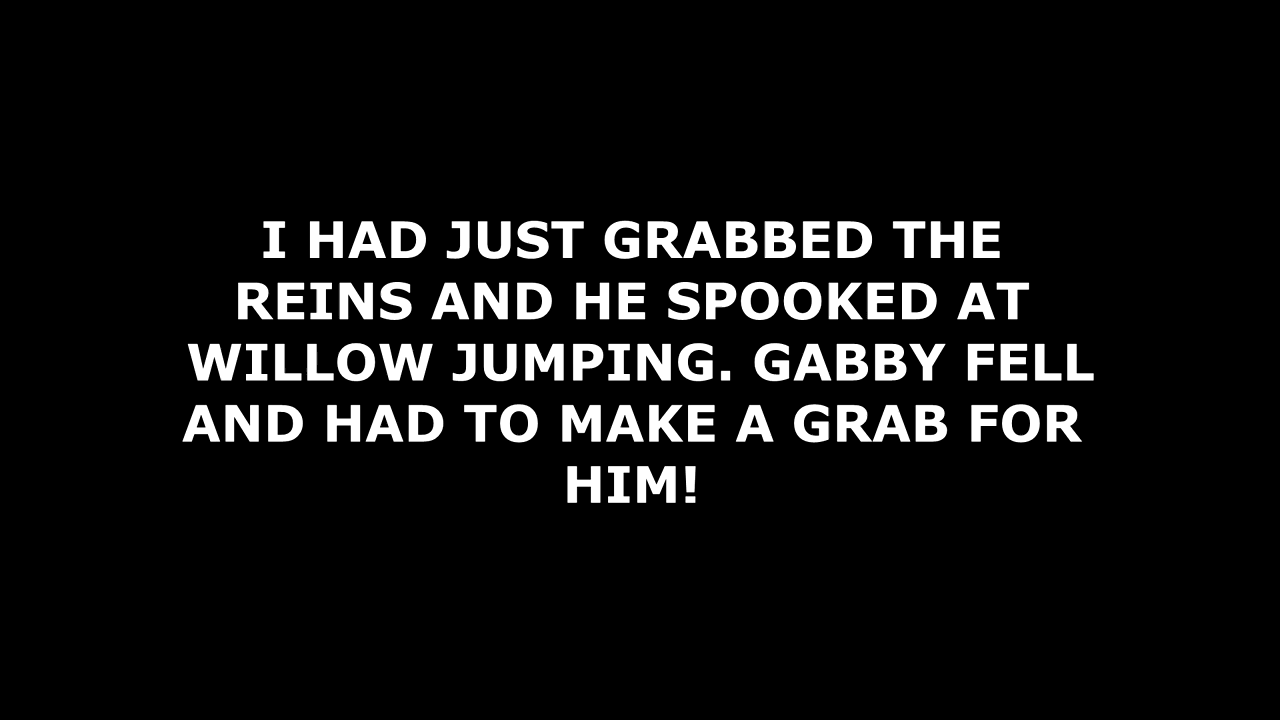 I HAD JUST GRABBED THE
REINS AND HE SPOOKED AT
WILLOW JUMPING. GABBY FELL
AND HAD TO MAKE A GRAB FOR
HIM!